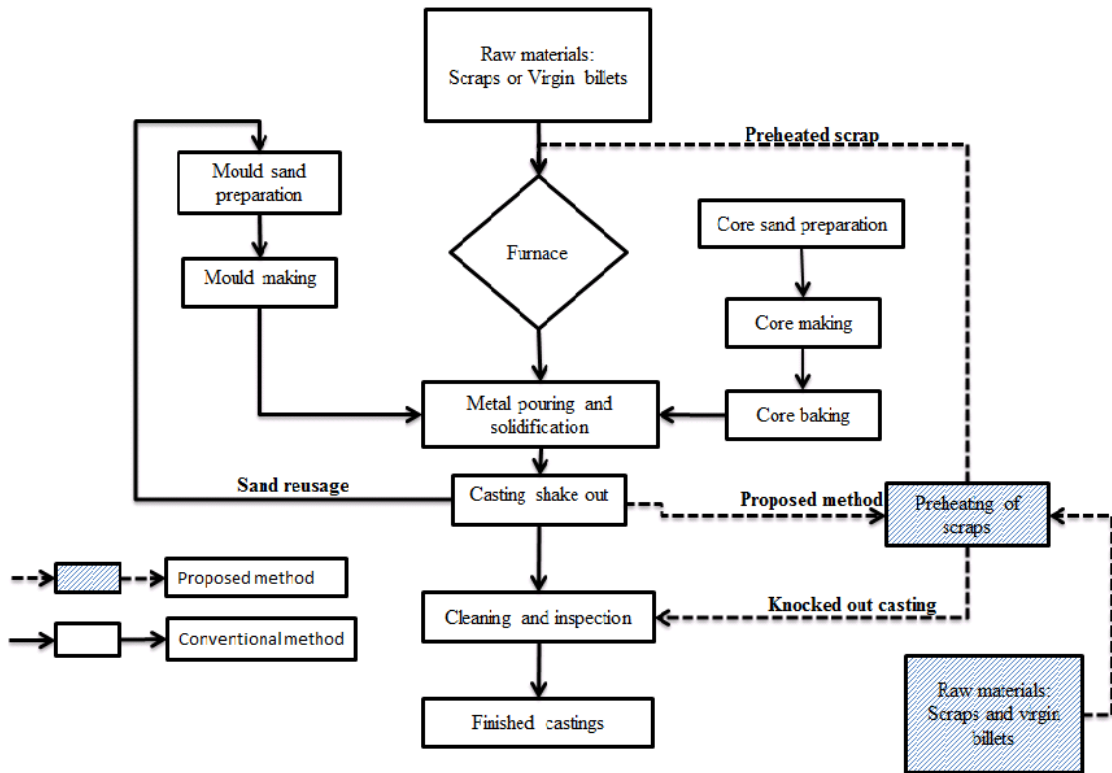 Raw materials:
Scraps or Virgin billets
Preheated scrap
Mould sand
preparation
Mould making
Furnace
Core sand preparation
Core making
Core baking
Metal pouring and
solidification
Sand reusage
Casting shake out
Proposed method
Preheating of
scraps
Proposed method
Conventional method
Cleaning and inspection
Knocked out casting
Finished castings
Raw materials:
Scraps and virgin
billets